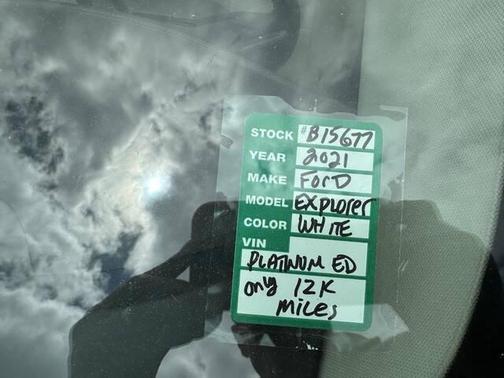 STOCK #B15677
YEAR 2021
MAKE FORD
MODEL EXPLORER
COLOR WHITE
VIN
PLATINUM ED
only 12K
MILES